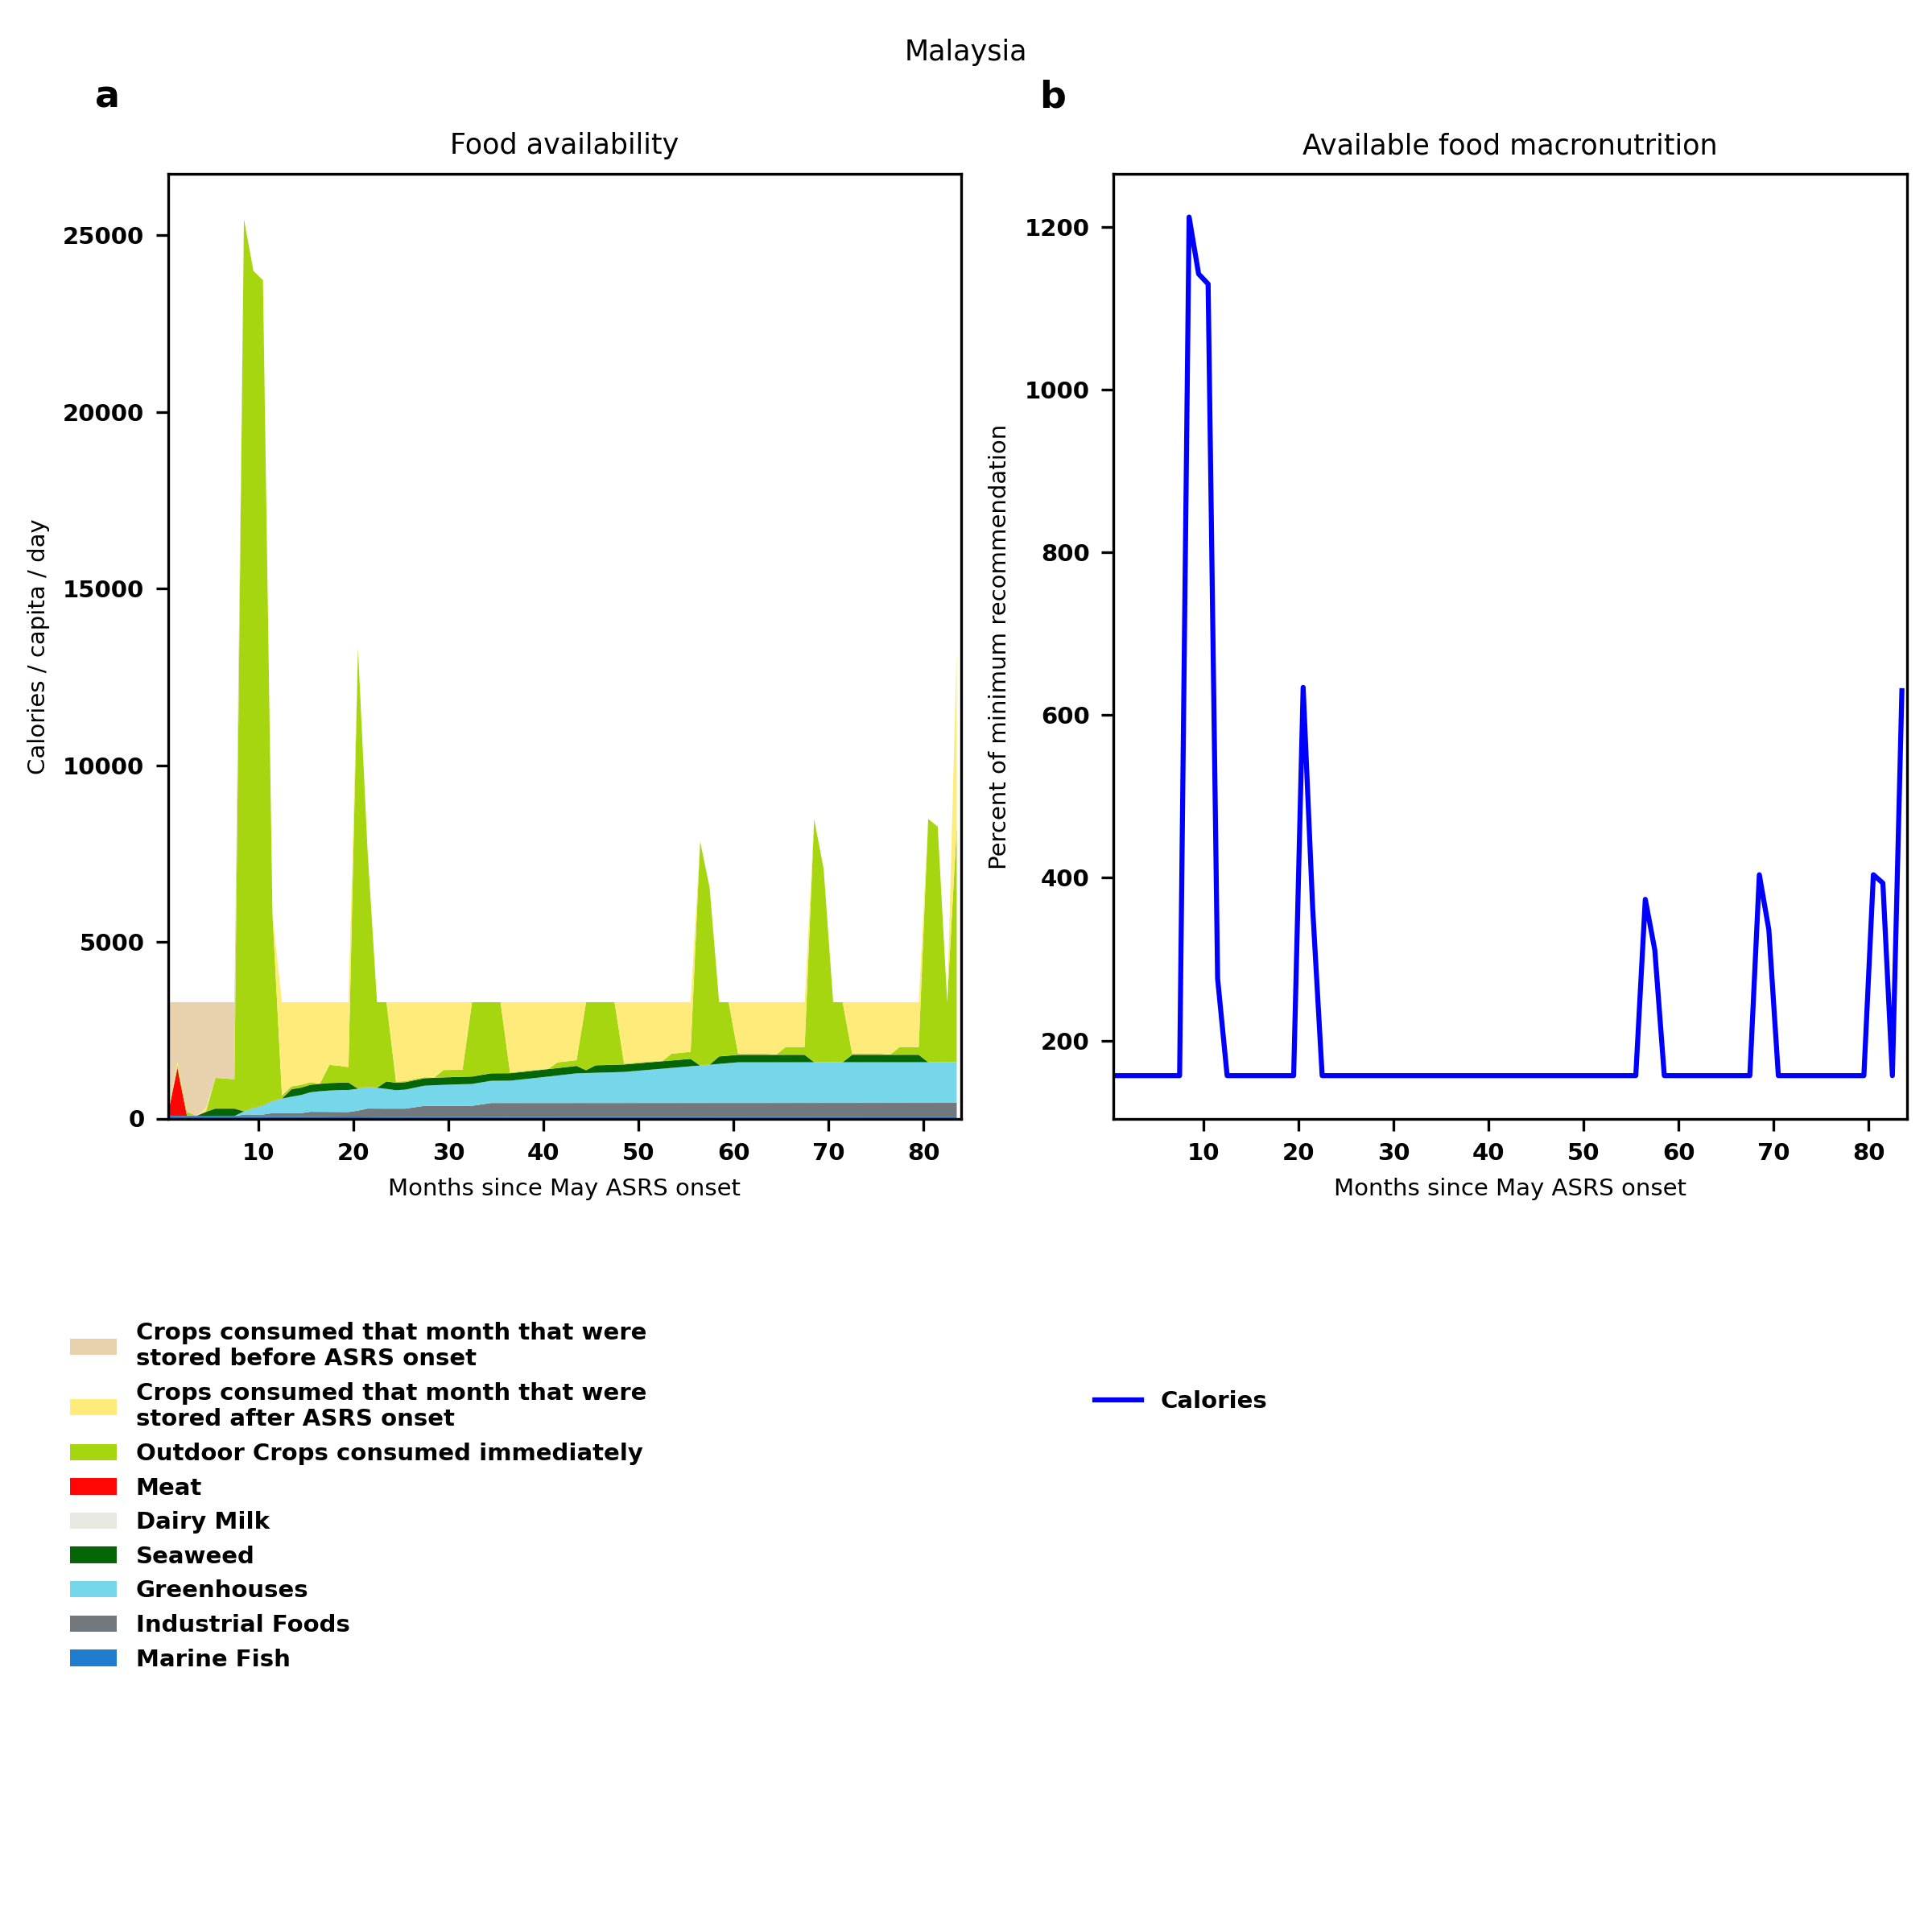 Malaysia
a
Food availability
25000
20000
15000
10000
5000
0
Calories / capita / day
10 20 30 40 50 60 70 80
Months since May ASRS onset
b
Available food macronutrition
1200
1000
800
600
400
200
Percent of minimum recommendation
10 20 30 40 50 60 70 80
Months since May ASRS onset
Crops consumed that month that were
stored before ASRS onset
Crops consumed that month that were
stored after ASRS onset
Outdoor Crops consumed immediately
Meat
Dairy Milk
Seaweed
Greenhouses
Industrial Foods
Marine Fish
Calories